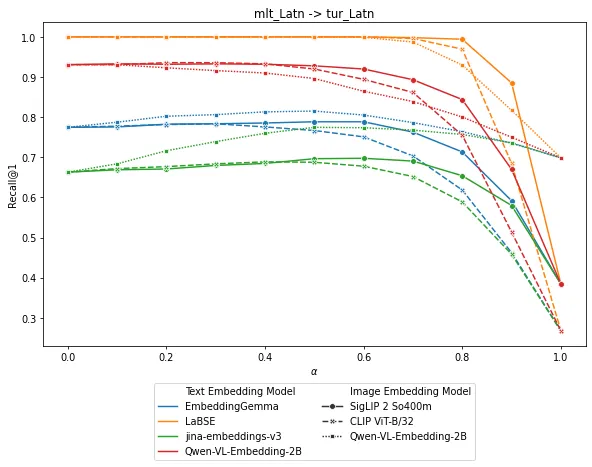 mlt_Latn -> tur_Latn
Recall@1
1.0
0.9
0.8
0.7
0.6
0.5
0.4
0.3
0.0 0.2 0.4 0.6 0.8 1.0
α
Text Embedding Model
EmbeddingGemma
LaBSE
jina-embeddings-v3
Qwen-VL-Embedding-2B
Image Embedding Model
SigLIP 2 So400m
CLIP ViT-B/32
Qwen-VL-Embedding-2B